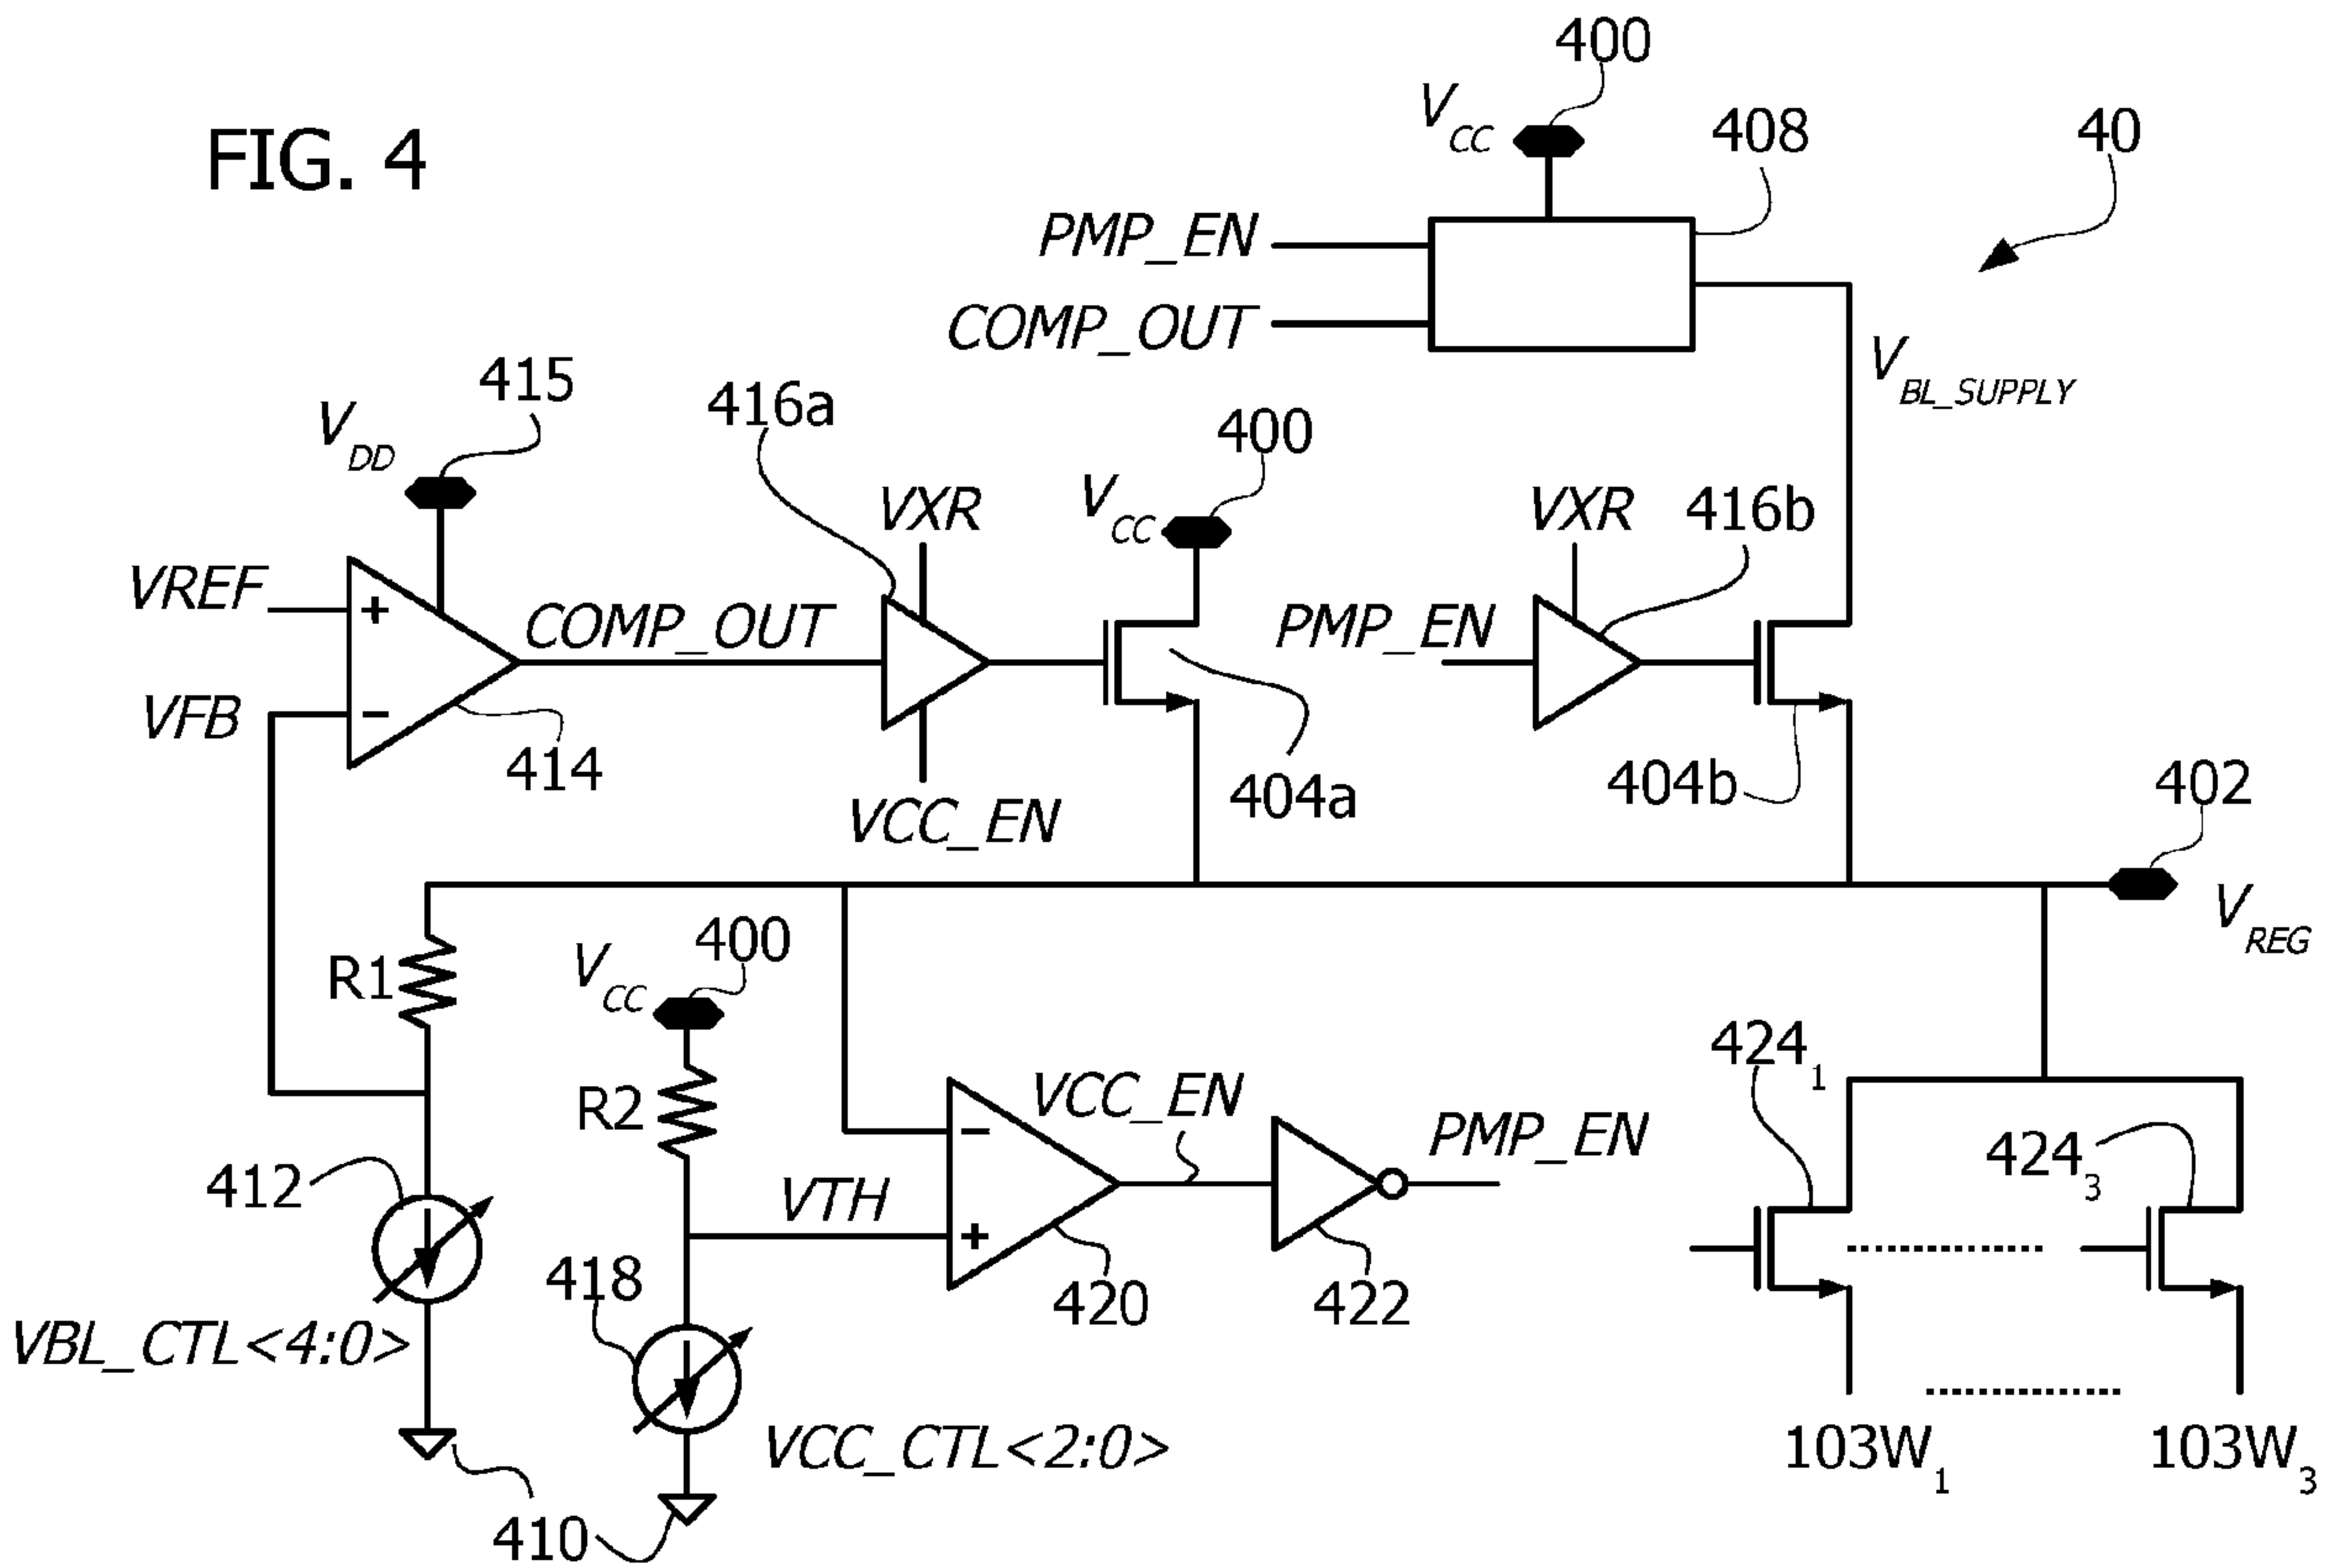 FIG. 4
400
VCC
408
40
PMP_EN
COMP_OUT
VBL_SUPPLY
415
VDD
416a
400
VXR
VCC
VXR
416b
VREF
+
COMP_OUT
PMP_EN
VFB
-
414
VCC_EN
404a
404b
402
VREG
400
VCC
R1
R2
4241
VCC_EN
PMP_EN
4243
-
412
VTH
+
418
420
422
VBL_CTL<4:0>
VCC_CTL<2:0>
103W1
103W3
410